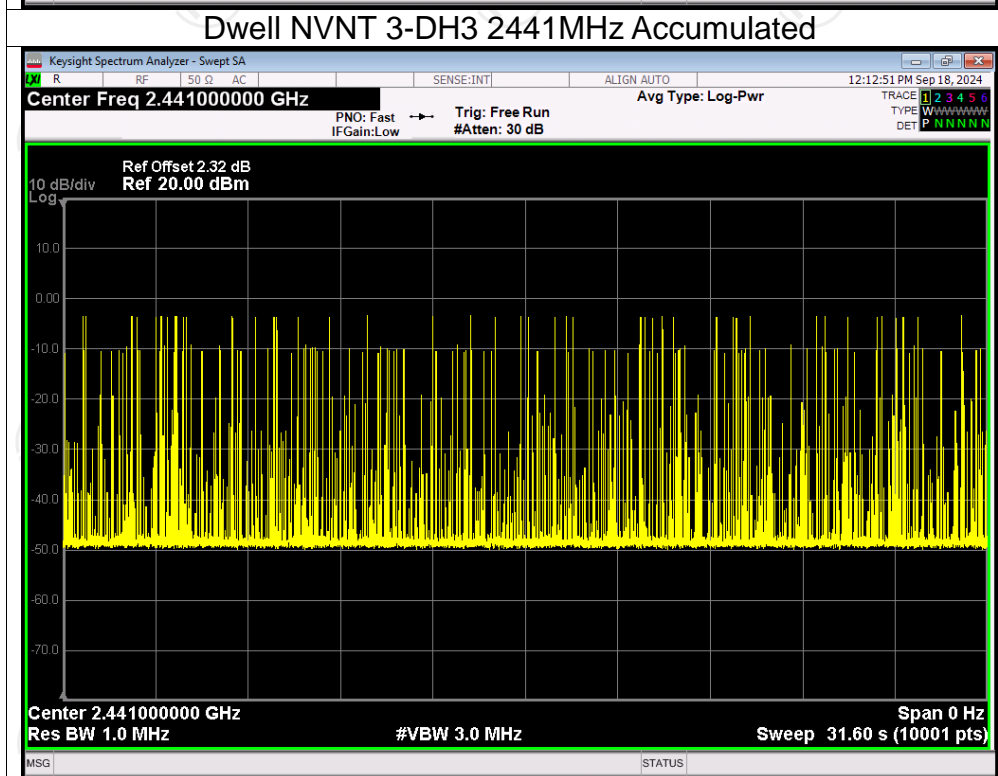 Dwell NVNT 3-DH3 2441MHz Accumulated
Keysight Spectrum Analyzer - Swept SA
LXI R RF 50 Ω AC SENSE:INT ALIGN AUTO 12:12:51 PM Sep 18, 2024
Center Freq 2.441000000 GHz Avg Type: Log-Pwr TRACE 1 2 3 4 5 6
PNO: Fast Trig: Free Run TYPE WWWWWW
IFGain:Low #Atten: 30 dB DET P N N N N N
Ref Offset 2.32 dB
10 dB/div Ref 20.00 dBm
Log
10.0
0.00
-10.0
-20.0
-30.0
-40.0
-50.0
-60.0
-70.0
Center 2.441000000 GHz Span 0 Hz
Res BW 1.0 MHz #VBW 3.0 MHz Sweep 31.60 s (10001 pts)
MSG STATUS